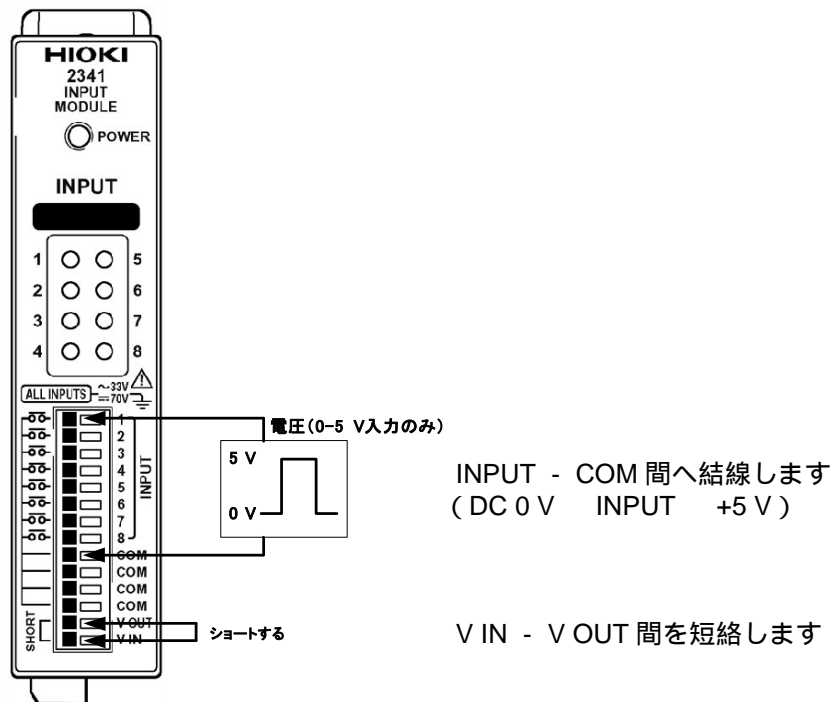 HIOKI
2341
INPUT
MODULE
POWER
INPUT
1 5
2 6
3 7
4 8
ALL INPUTS ~33V
⎓70V
1
2
3
4
5
6
7
8
INPUT
COM
COM
COM
COM
V OUT
V IN
SHORT
電圧(0-5 V入力のみ)
5 V
0 V
ショートする
INPUT - COM 間へ結線します
( DC 0 V INPUT +5 V )
V IN - V OUT 間を短絡します